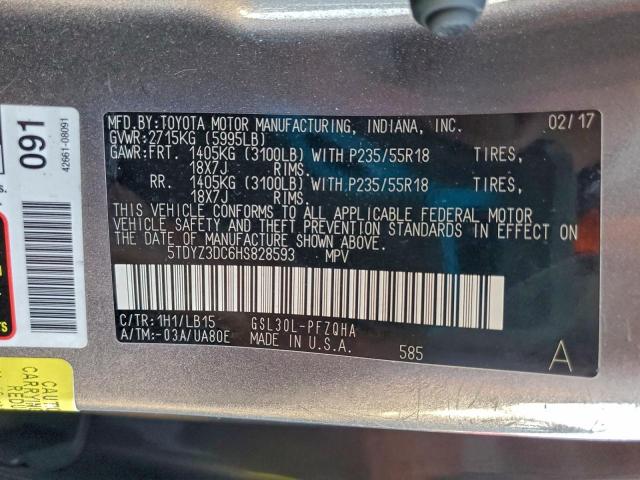 MFD.BY:TOYOTA MOTOR MANUFACTURING, INDIANA, INC. 02/17
GVWR:2715KG (5995LB)
GAWR:FRT. 1405KG (3100LB) WITH P235/55R18 TIRES,
18X7J RIMS.
RR. 1405KG (3100LB) WITH P235/55R18 TIRES,
18X7J RIMS.
THIS VEHICLE CONFORMS TO ALL APPLICABLE FEDERAL MOTOR
VEHICLE SAFETY AND THEFT PREVENTION STANDARDS IN EFFECT ON
THE DATE OF MANUFACTURE SHOWN ABOVE.
5TDYZ3DC6HS828593 MPV
C/TR:1H1/LB15 GSL30L-PFZQHA
A/TM:-03A/UA80E MADE IN U.S.A. 585 A
091
42661-08091
s.
CAUT
CARRYIN
REDU